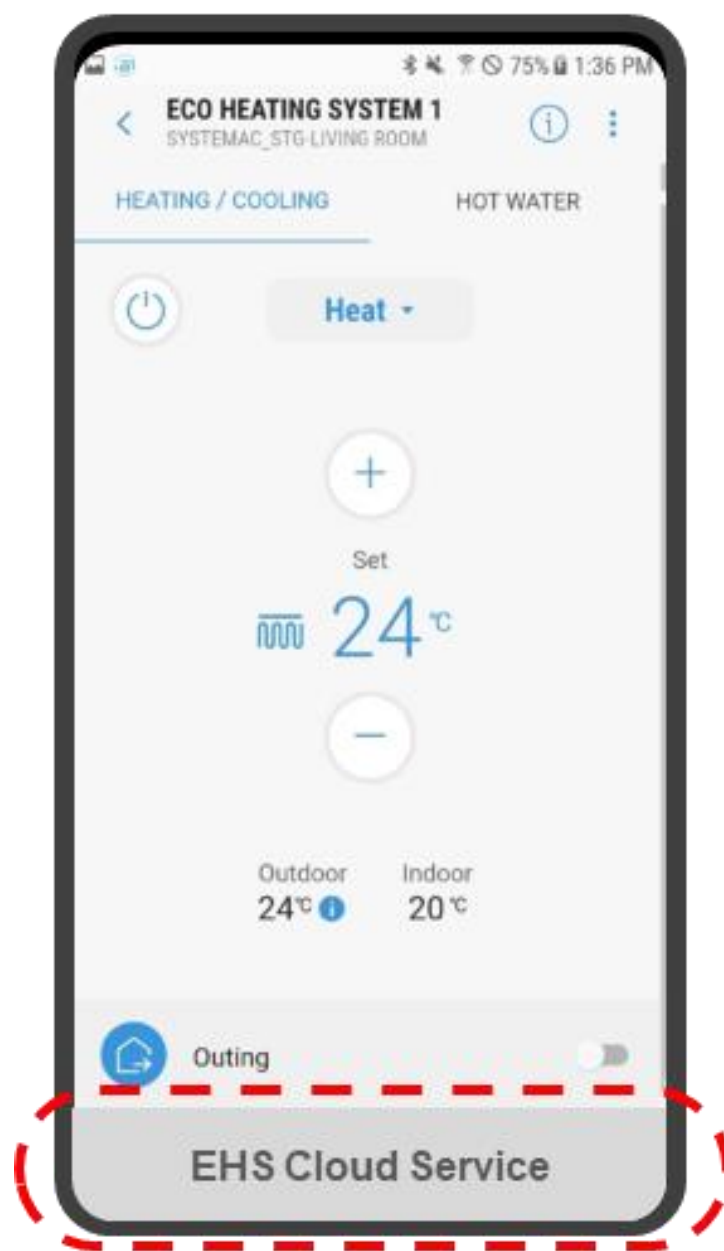 75% 1:36 PM
ECO HEATING SYSTEM 1
SYSTEMAC_STG-LIVING ROOM
HEATING / COOLING HOT WATER
Heat
+
Set
24 ℃
−
Outdoor Indoor
24℃ 20℃
Outing
EHS Cloud Service